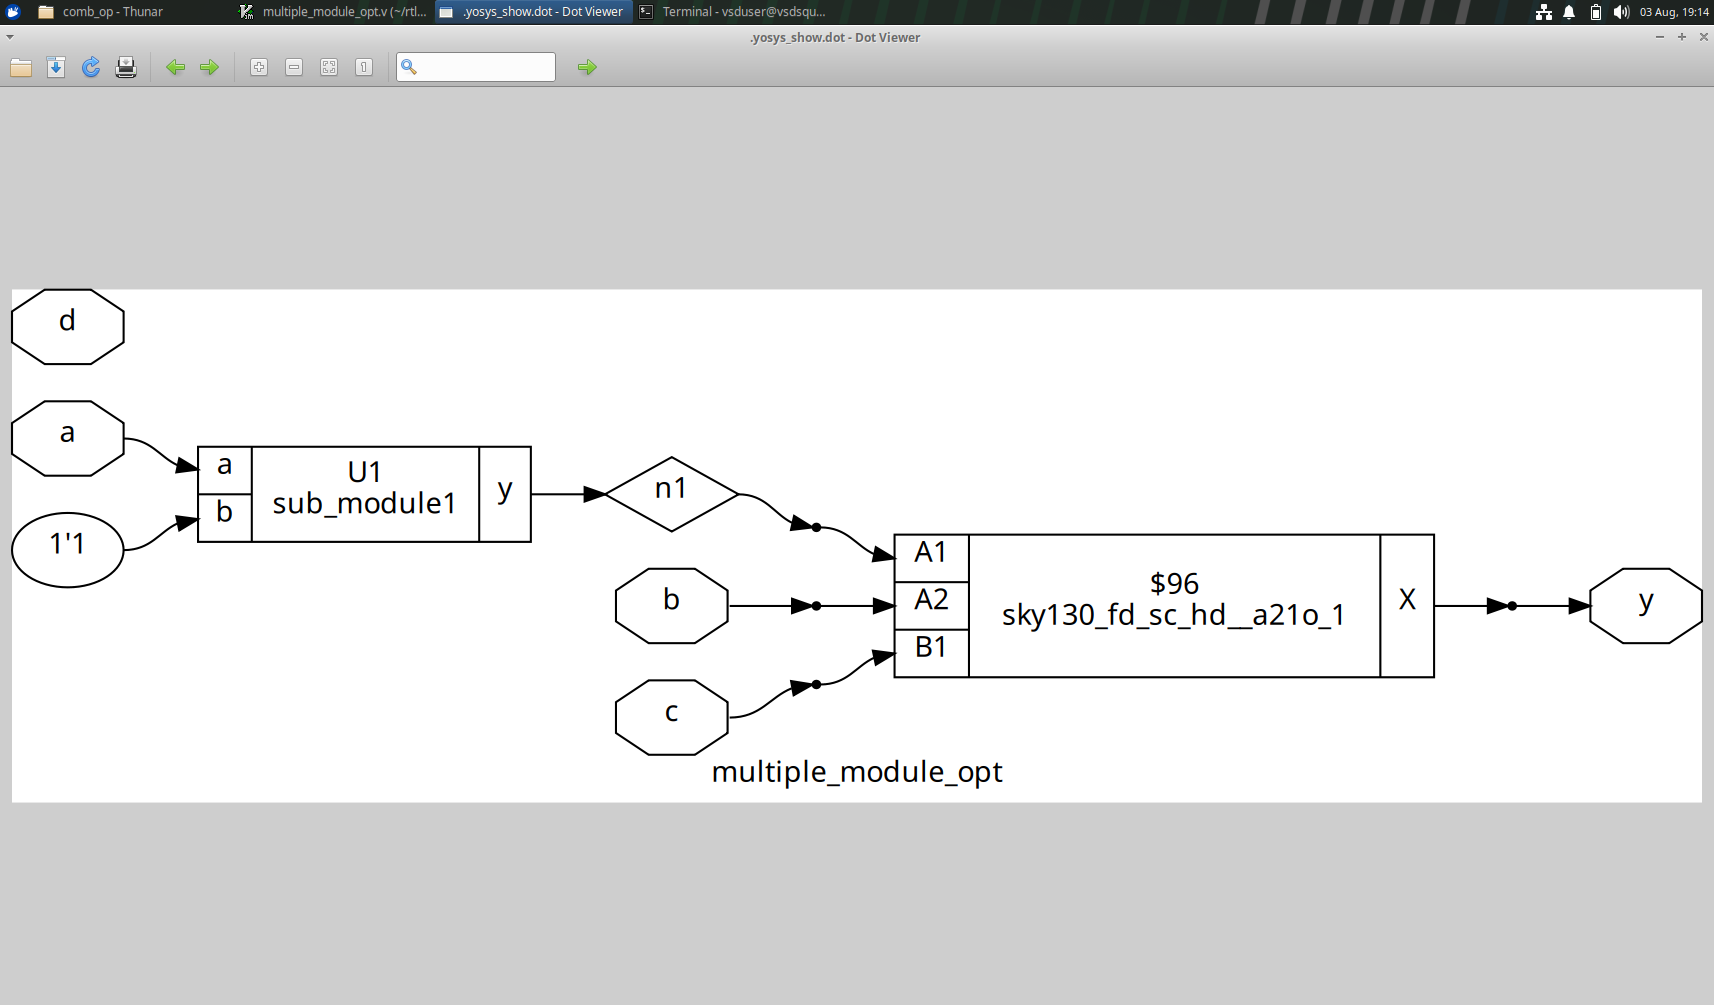 comb_op - Thunar
multiple_module_opt.v (~/rtl...
.yosys_show.dot - Dot Viewer
Terminal - vsduser@vsdsqu...
03 Aug, 19:14
.yosys_show.dot - Dot Viewer
d
a
1'1
a
b
U1
sub_module1
y
n1
b
c
A1
A2
B1
$96
sky130_fd_sc_hd__a21o_1
X
y
multiple_module_opt